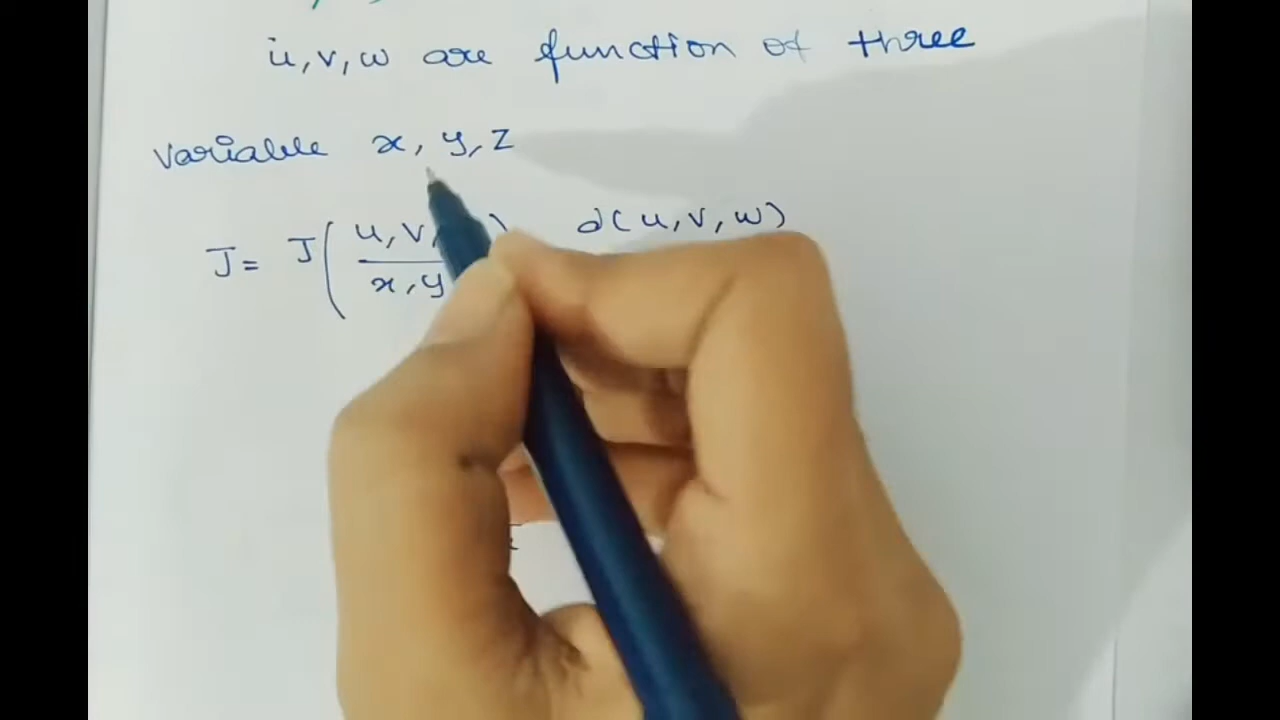 u, v, w are function of three
variable x, y, z
J = J ( u, v, ) ∂(u, v, w)
x, y